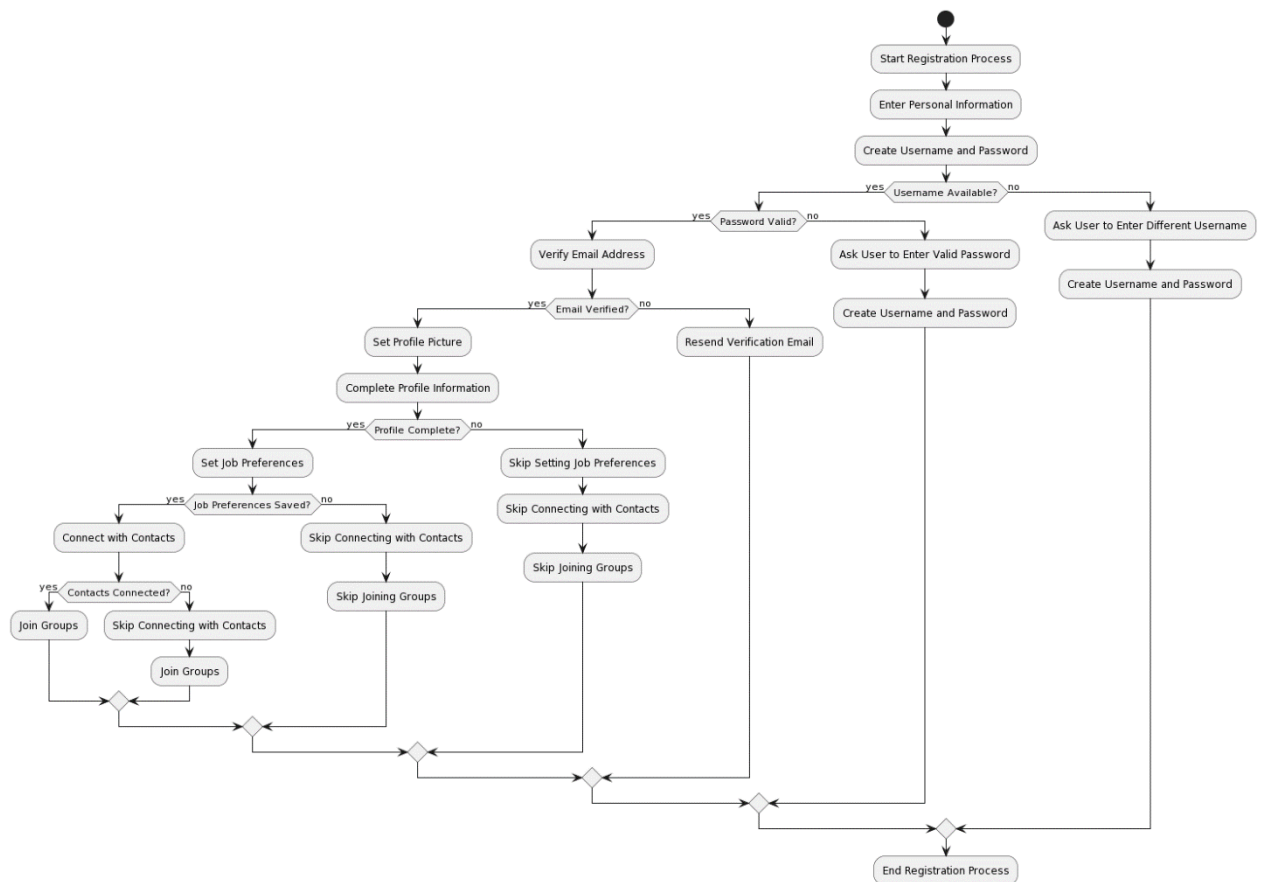 Start Registration Process
Enter Personal Information
Create Username and Password
yes
Username Available?
no
yes
Password Valid?
no
Ask User to Enter Different Username
Verify Email Address
Ask User to Enter Valid Password
Create Username and Password
yes
Email Verified?
no
Create Username and Password
Set Profile Picture
Resend Verification Email
Complete Profile Information
yes
Profile Complete?
no
Set Job Preferences
Skip Setting Job Preferences
yes
Job Preferences Saved?
no
Skip Connecting with Contacts
Connect with Contacts
Skip Connecting with Contacts
Skip Joining Groups
yes
Contacts Connected?
no
Skip Joining Groups
Join Groups
Skip Connecting with Contacts
Join Groups
End Registration Process